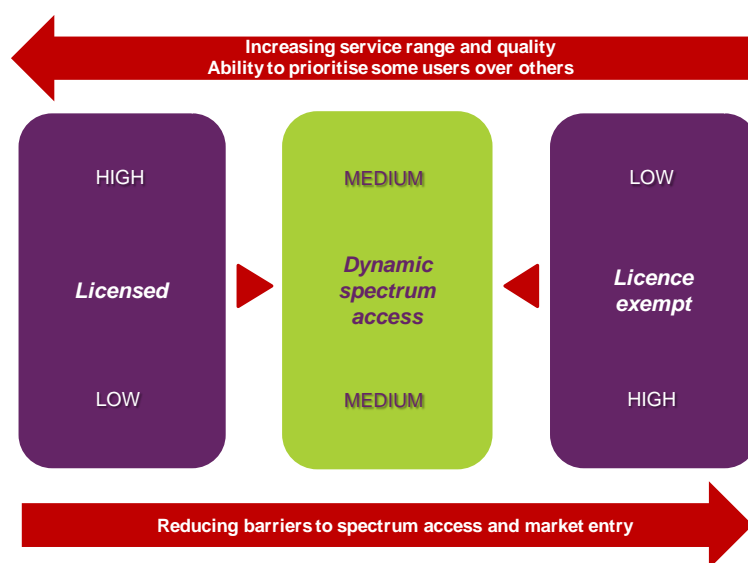 Increasing service range and quality
Ability to prioritise some users over others
HIGH
MEDIUM
LOW
Licensed
Dynamic
spectrum
access
Licence
exempt
LOW
MEDIUM
HIGH
Reducing barriers to spectrum access and market entry